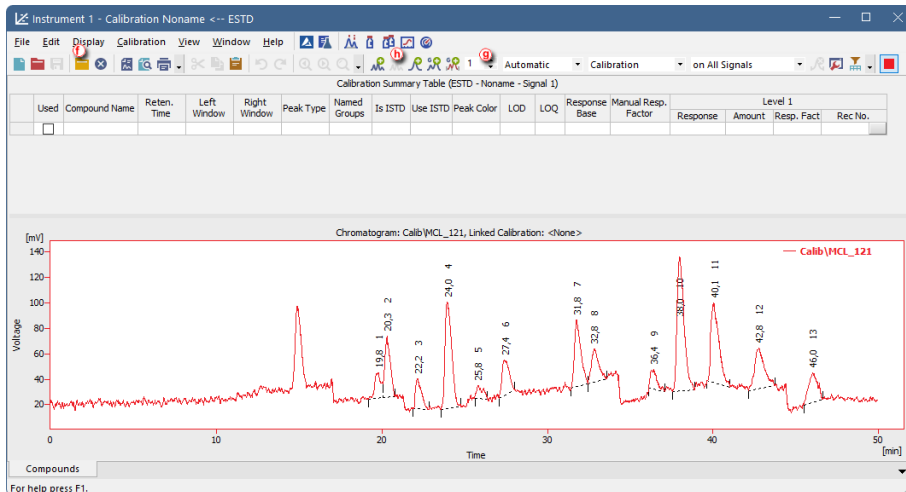 Instrument 1 - Calibration Noname <-- ESTD
File Edit Display Calibration View Window Help
f h g
1 Automatic Calibration on All Signals
Calibration Summary Table (ESTD - Noname - Signal 1)
Used Compound Name Reten. Time Left Window Right Window Peak Type Named Groups Is ISTD Use ISTD Peak Color LOD LOQ Response Base Manual Resp. Factor Level 1
Response Amount Resp. Fact Rec No.
Chromatogram: Calib\MCL_121, Linked Calibration: <None>
[mV]
Calib\MCL_121
140
120
100
80
60
40
20
Voltage
19,8 1
20,3 2
22,2 3
24,0 4
25,8 5
27,4 6
31,8 7
32,8 8
36,4 9
38,0 10
40,1 11
42,8 12
46,0 13
0 10 20 30 40 50
Time
[min]
Compounds
For help press F1.